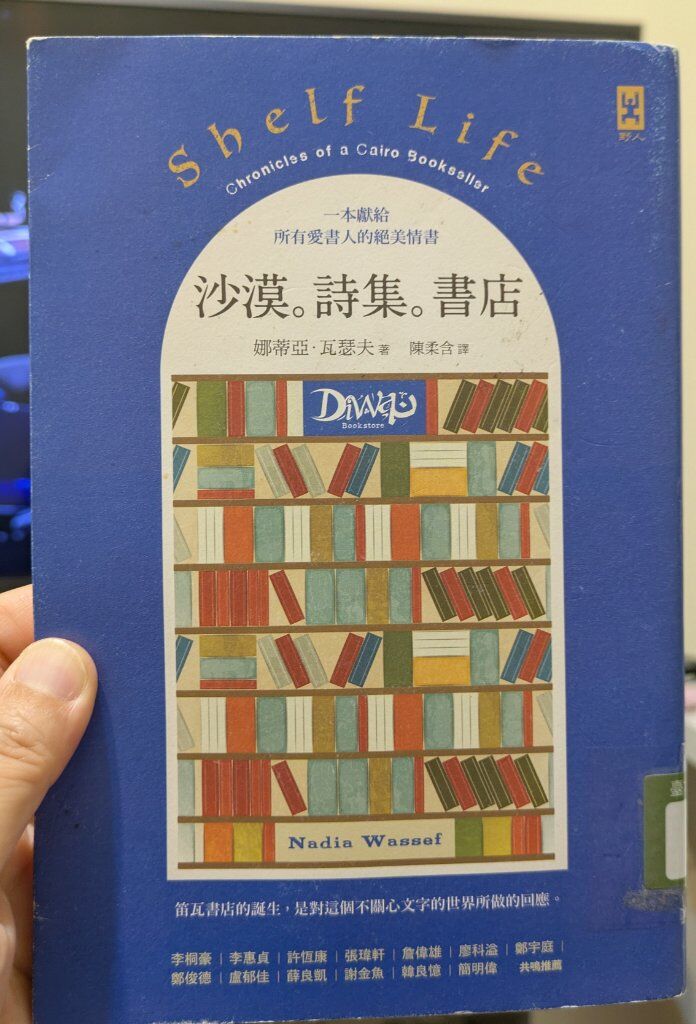 Shelf Life
野人
Chronicles of a Cairo Bookseller
一本獻給
所有愛書人的絕美情書
沙漠。詩集。書店
娜蒂亞·瓦瑟夫 著 陳柔含 譯
Diwan
Bookstore
Nadia Wassef
笛瓦書店的誕生，是對這個不關心文字的世界所做的回應。
李桐豪｜李惠貞｜許恆康｜張瑋軒｜詹偉雄｜廖科溢｜鄭宇庭｜
鄭俊德｜盧郁佳｜薛良凱｜謝金魚｜韓良憶｜簡明偉 共鳴推薦